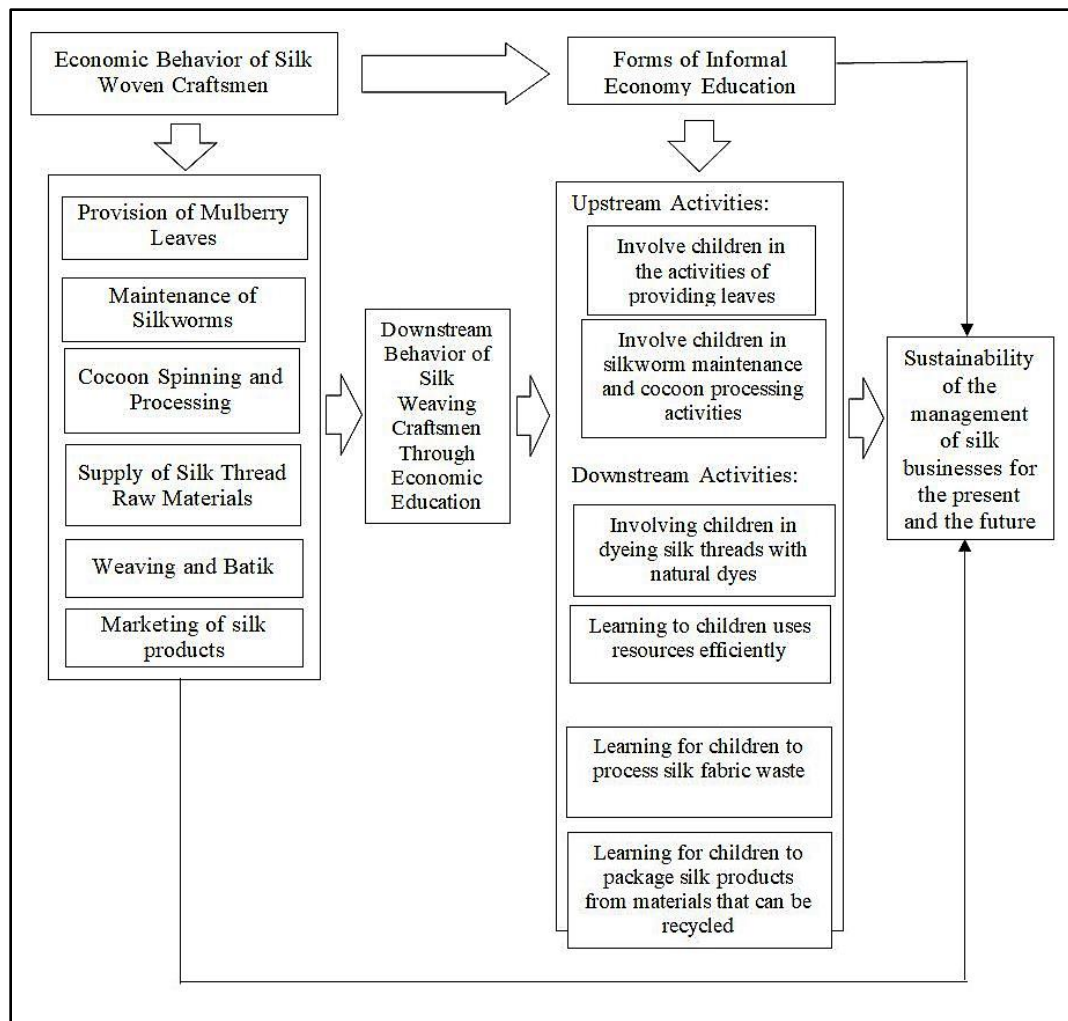 Economic Behavior of Silk
Woven Craftsmen
Forms of Informal
Economy Education
Provision of Mulberry
Leaves
Maintenance of
Silkworms
Cocoon Spinning and
Processing
Supply of Silk Thread
Raw Materials
Weaving and Batik
Marketing of silk
products
Downstream
Behavior of
Silk
Weaving
Craftsmen
Through
Economic
Education
Upstream Activities:
Involve children in
the activities of
providing leaves
Involve children in
silkworm maintenance
and cocoon processing
activities
Downstream Activities:
Involving children in
dyeing silk threads with
natural dyes
Learning to children uses
resources efficiently
Learning for children to
process silk fabric waste
Learning for children to
package silk products
from materials that can be
recycled
Sustainability
of the
management
of silk
businesses for
the present
and the future